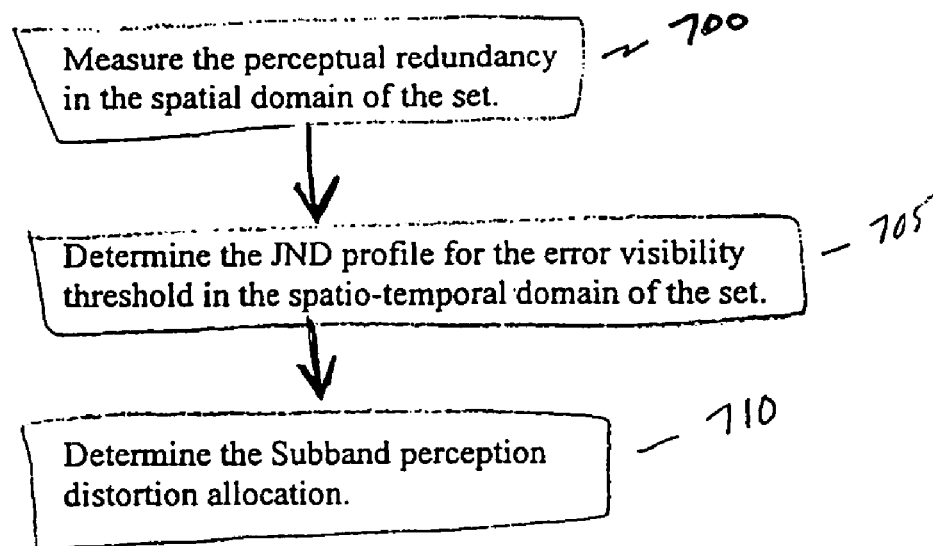 700
Measure the perceptual redundancy
in the spatial domain of the set.
705
Determine the JND profile for the error visibility
threshold in the spatio-temporal domain of the set.
710
Determine the Subband perception
distortion allocation.